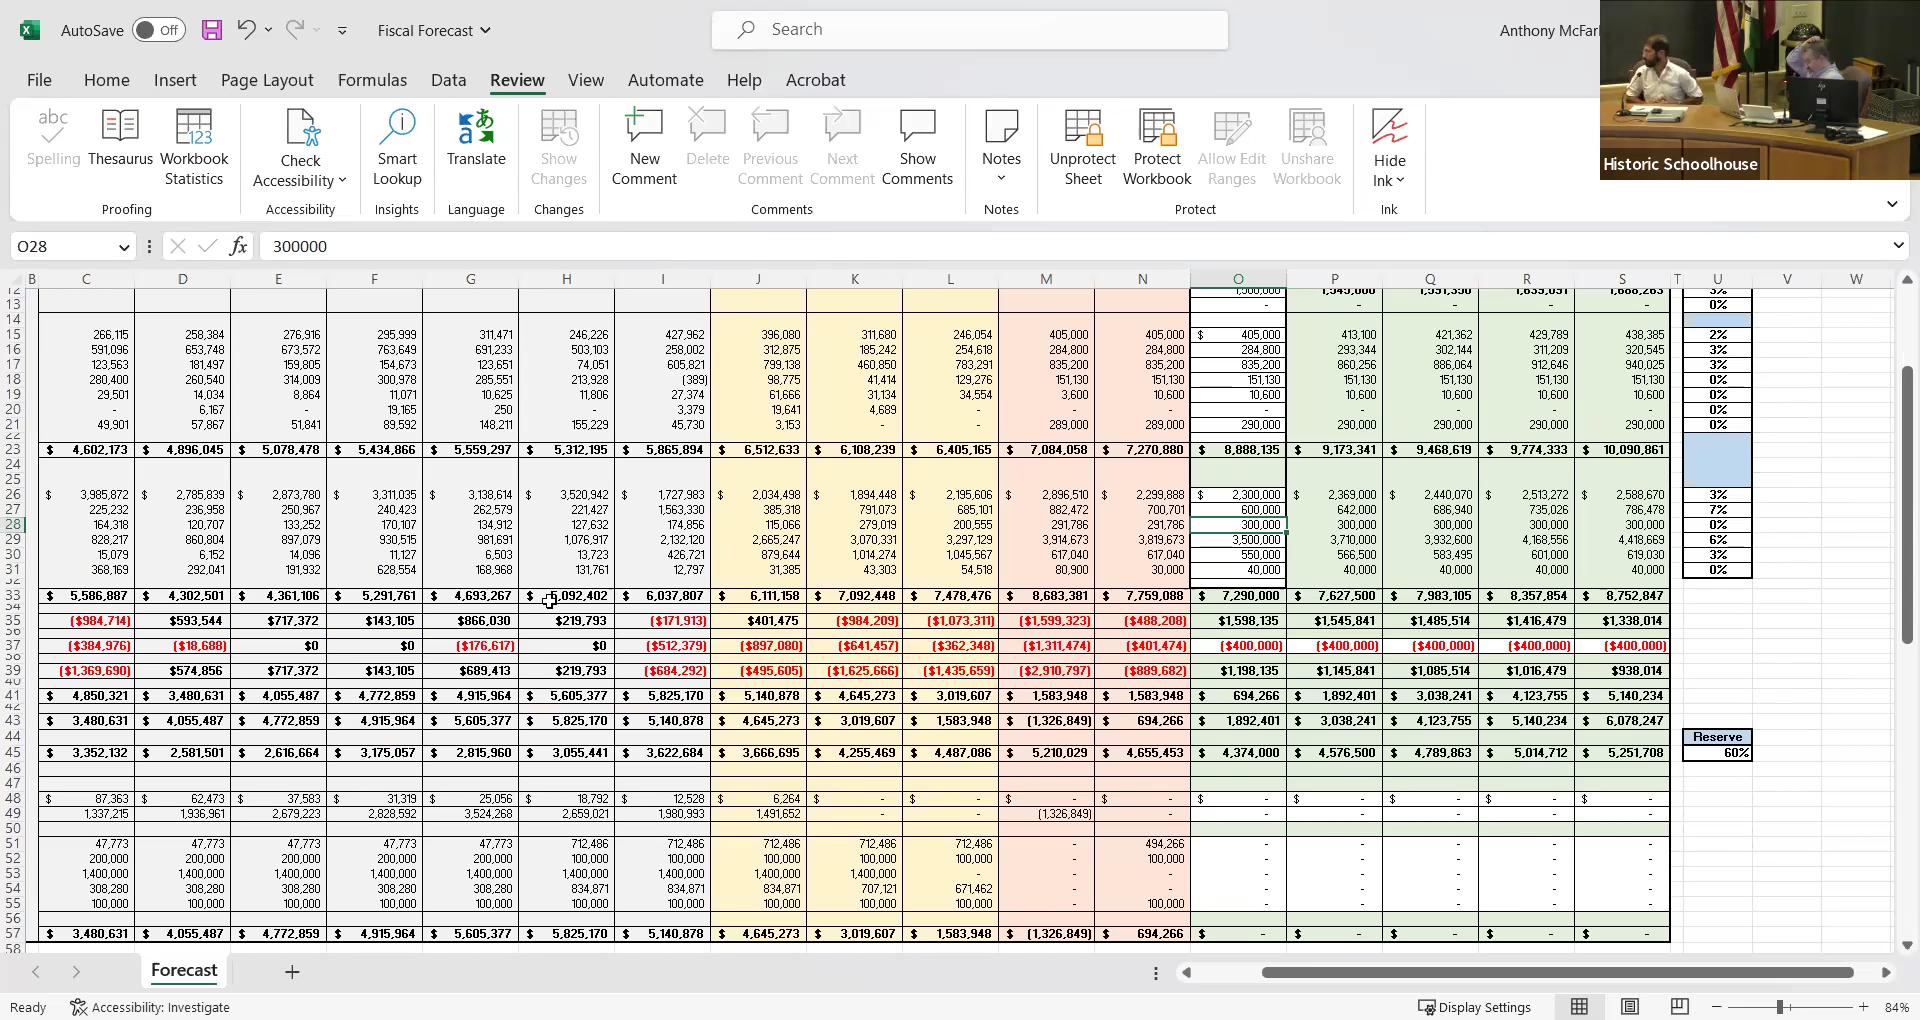 AutoSave Off Fiscal Forecast Search Anthony McFarl
File Home Insert Page Layout Formulas Data Review View Automate Help Acrobat
abc Spelling Thesaurus 123 Workbook Statistics Check Accessibility Smart Lookup Translate Show Changes New Comment Delete Previous Comment Next Comment Show Comments Notes Unprotect Sheet Protect Workbook Allow Edit Ranges Unshare Workbook Hide Ink
Historic Schoolhouse
Proofing Accessibility Insights Language Changes Comments Notes Protect Ink
O28 fx 300000
B C D E F G H I J K L M N O P Q R S T U V W
12 1,500,000 1,545,000 1,591,350 1,639,091 1,688,263 3%
13 - - - - - 0%
14
15 266,115 258,384 276,916 295,999 311,471 246,226 427,962 396,080 311,680 246,054 405,000 405,000 $ 405,000 413,100 421,362 429,789 438,385 2%
16 591,096 653,748 673,572 763,649 691,233 503,103 258,002 312,875 185,242 254,618 284,800 284,800 284,800 293,344 302,144 311,209 320,545 3%
17 123,563 181,497 159,805 154,673 123,651 74,051 605,821 799,138 460,850 783,291 835,200 835,200 835,200 860,256 886,064 912,646 940,025 3%
18 280,400 260,540 314,009 300,978 285,551 213,928 (389) 98,775 41,414 129,276 151,130 151,130 151,130 151,130 151,130 151,130 151,130 0%
19 29,501 14,034 8,864 11,071 10,625 11,806 27,374 61,666 31,134 34,554 3,600 10,600 10,600 10,600 10,600 10,600 10,600 0%
20 - 6,167 - 19,165 250 - 3,379 19,641 4,689 - - - - - - - - 0%
21 49,901 57,867 51,841 89,592 148,211 155,229 45,730 3,153 - - 289,000 289,000 290,000 290,000 290,000 290,000 290,000 0%
22
23 $ 4,602,173 $ 4,896,045 $ 5,078,478 $ 5,434,866 $ 5,559,297 $ 5,312,195 $ 5,865,894 $ 6,512,633 $ 6,108,239 $ 6,405,165 $ 7,084,058 $ 7,270,880 $ 8,888,135 $ 9,173,341 $ 9,468,619 $ 9,774,333 $ 10,090,861
24
25
26 $ 3,985,872 $ 2,785,839 $ 2,873,780 $ 3,311,035 $ 3,138,614 $ 3,520,942 $ 1,727,983 $ 2,034,498 $ 1,894,448 $ 2,195,606 $ 2,896,510 $ 2,299,888 $ 2,300,000 $ 2,369,000 $ 2,440,070 $ 2,513,272 $ 2,588,670 3%
27 225,232 236,958 250,967 240,423 262,579 221,427 1,563,330 385,318 791,073 685,101 882,472 700,701 600,000 642,000 686,940 735,026 786,478 7%
28 164,318 120,707 133,252 170,107 134,912 127,632 174,856 115,066 279,019 200,555 291,786 291,786 300,000 300,000 300,000 300,000 300,000 0%
29 828,217 860,804 897,079 930,515 981,691 1,076,917 2,132,120 2,665,247 3,070,331 3,297,129 3,914,673 3,819,673 3,500,000 3,710,000 3,932,600 4,168,556 4,418,669 6%
30 15,079 6,152 14,096 11,127 6,503 13,723 426,721 879,644 1,014,274 1,045,567 617,040 617,040 550,000 566,500 583,495 601,000 619,030 3%
31 368,169 292,041 191,932 628,554 168,968 131,761 12,797 31,385 43,303 54,518 80,900 30,000 40,000 40,000 40,000 40,000 40,000 0%
32
33 $ 5,586,887 $ 4,302,501 $ 4,361,106 $ 5,291,761 $ 4,693,267 $ 5,092,402 $ 6,037,807 $ 6,111,158 $ 7,092,448 $ 7,478,476 $ 8,683,381 $ 7,759,088 $ 7,290,000 $ 7,627,500 $ 7,983,105 $ 8,357,854 $ 8,752,847
34
35 ($984,714) $593,544 $717,372 $143,105 $866,030 $219,793 ($171,913) $401,475 ($984,209) ($1,073,311) ($1,599,323) ($488,208) $1,598,135 $1,545,841 $1,485,514 $1,416,479 $1,338,014
36
37 ($384,976) ($18,688) $0 $0 ($176,617) $0 ($512,379) ($897,080) ($641,457) ($362,348) ($1,311,474) ($401,474) ($400,000) ($400,000) ($400,000) ($400,000) ($400,000)
38
39 ($1,369,690) $574,856 $717,372 $143,105 $689,413 $219,793 ($684,292) ($495,605) ($1,625,666) ($1,435,659) ($2,910,797) ($889,682) $1,198,135 $1,145,841 $1,085,514 $1,016,479 $938,014
40
41 $ 4,850,321 $ 3,480,631 $ 4,055,487 $ 4,772,859 $ 4,915,964 $ 5,605,377 $ 5,825,170 $ 5,140,878 $ 4,645,273 $ 3,019,607 $ 1,583,948 $ 1,583,948 $ 694,266 $ 1,892,401 $ 3,038,241 $ 4,123,755 $ 5,140,234
42
43 $ 3,480,631 $ 4,055,487 $ 4,772,859 $ 4,915,964 $ 5,605,377 $ 5,825,170 $ 5,140,878 $ 4,645,273 $ 3,019,607 $ 1,583,948 $ (1,326,849) $ 694,266 $ 1,892,401 $ 3,038,241 $ 4,123,755 $ 5,140,234 $ 6,078,247
44 Reserve
45 $ 3,352,132 $ 2,581,501 $ 2,616,664 $ 3,175,057 $ 2,815,960 $ 3,055,441 $ 3,622,684 $ 3,666,695 $ 4,255,469 $ 4,487,086 $ 5,210,029 $ 4,655,453 $ 4,374,000 $ 4,576,500 $ 4,789,863 $ 5,014,712 $ 5,251,708 60%
46
47
48 $ 87,363 $ 62,473 $ 37,583 $ 31,319 $ 25,056 $ 18,792 $ 12,528 $ 6,264 $ - $ - $ - $ - $ - $ - $ - $ - $ -
49 1,337,215 1,936,961 2,679,223 2,828,592 3,524,268 2,659,021 1,980,993 1,491,652 - - (1,326,849) - - - - - -
50
51 47,773 47,773 47,773 47,773 47,773 712,486 712,486 712,486 712,486 712,486 - 494,266 - - - - -
52 200,000 200,000 200,000 200,000 200,000 100,000 100,000 100,000 100,000 100,000 - 100,000 - - - - -
53 1,400,000 1,400,000 1,400,000 1,400,000 1,400,000 1,400,000 1,400,000 1,400,000 1,400,000 - - - - - - - -
54 308,280 308,280 308,280 308,280 308,280 834,871 834,871 834,871 707,121 671,462 - - - - - - -
55 100,000 100,000 100,000 100,000 100,000 100,000 100,000 100,000 100,000 100,000 - 100,000 - - - - -
56
57 $ 3,480,631 $ 4,055,487 $ 4,772,859 $ 4,915,964 $ 5,605,377 $ 5,825,170 $ 5,140,878 $ 4,645,273 $ 3,019,607 $ 1,583,948 $ (1,326,849) $ 694,266 $ - $ - $ - $ - $ -
58
Forecast
Ready Accessibility: Investigate Display Settings 84%